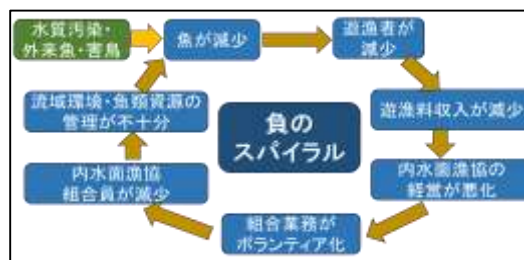 水質汚染・
外来魚・害鳥
魚が減少
遊漁者が
減少
遊漁料収入が減少
内水面漁協の
経営が悪化
組合業務が
ボランティア化
内水面漁協
組合員が減少
流域環境・魚類資源の
管理が不十分
負の
スパイラル